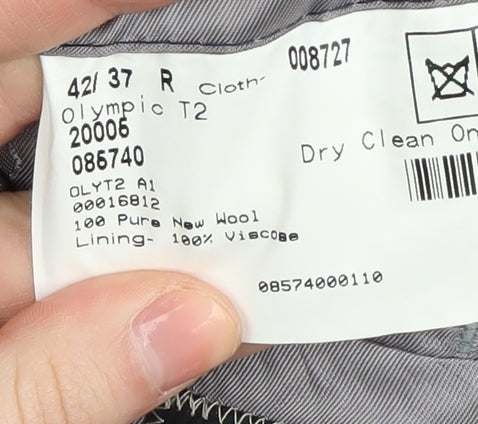 42/ 37 R Cloth- 008727
Olympic T2
20006
085740
Dry Clean On
OLYT2 A1
00016812
100 Pure New Wool
Lining- 100% Viscose
08574000110